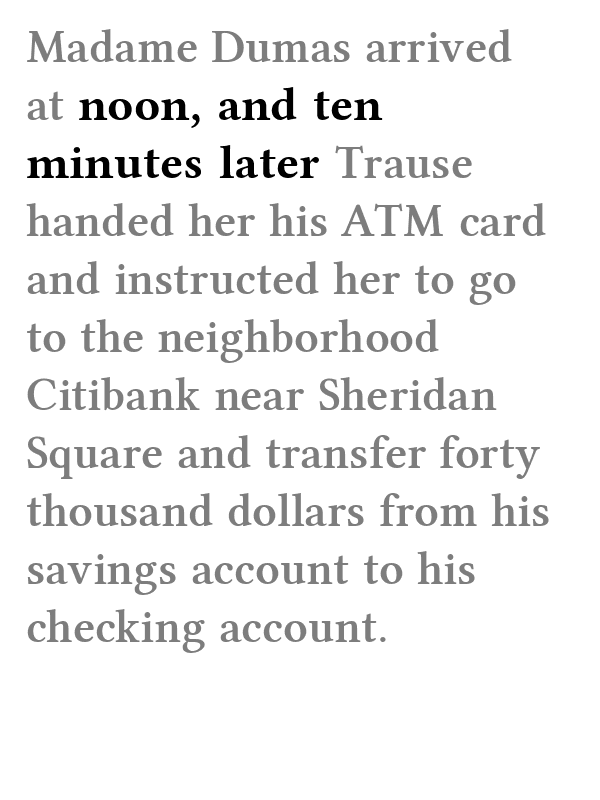 Madame Dumas arrived
at noon, and ten
minutes later Trause
handed her his ATM card
and instructed her to go
to the neighborhood
Citibank near Sheridan
Square and transfer forty
thousand dollars from his
savings account to his
checking account.